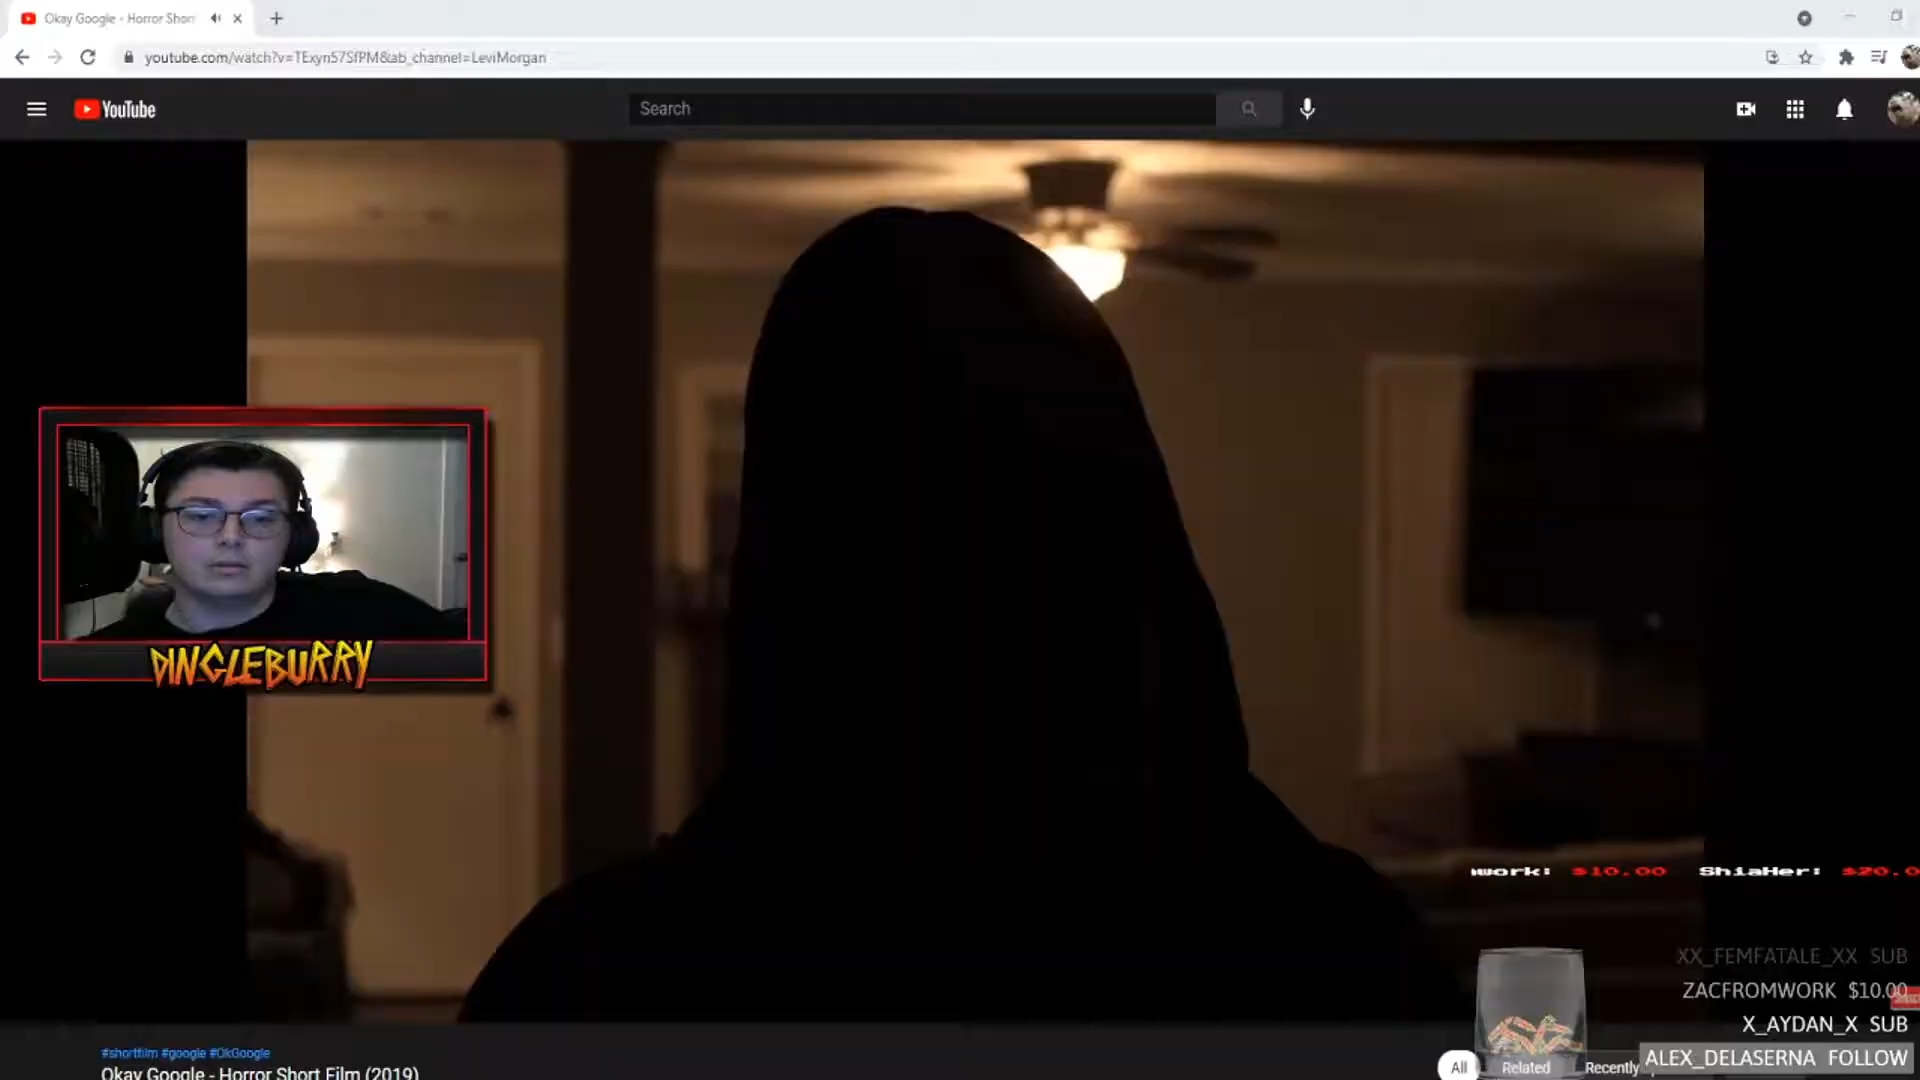 Okay Google - Horror Short
youtube.com/watch?v=TExyn57SfPM&ab_channel=LeviMorgan
YouTube
Search
DINGLEBURRY
work: $10.00 ShiaHer: $20.0
XX_FEMFATALE_XX SUB
ZACFROMWORK $10.00
X_AYDAN_X SUB
ALEX_DELASERNA FOLLOW
#shortfilm #google #OkGoogle
Okay Google - Horror Short Film (2019)
All Related Recently